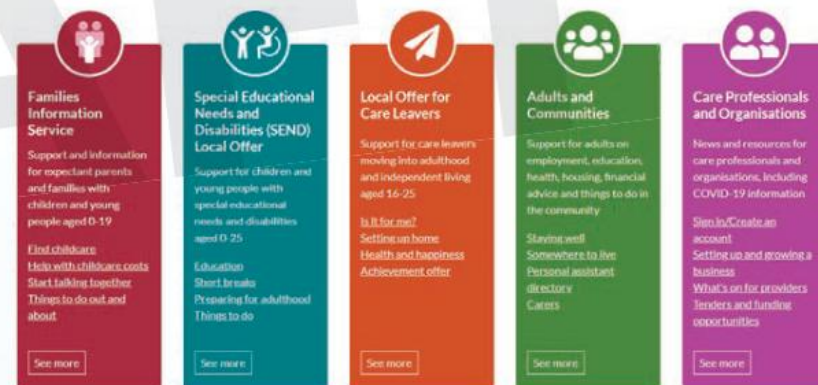 Families
Information
Service
Support and information
for expectant parents
and families with
children and young
people aged 0-19
Find childcare
Help with childcare costs
Start talking together
Things to do out and
about
See more
Special Educational
Needs and
Disabilities (SEND)
Local Offer
Support for children and
young people with
special educational
needs and disabilities
aged 0-25
Education
Short breaks
Preparing for adulthood
Things to do
See more
Local Offer for
Care Leavers
Support for care leavers
moving into adulthood
and independent living
aged 16-25
Is it for me?
Setting up home
Health and happiness
Achievement offer
See more
Adults and
Communities
Support for adults on
employment, education,
health, housing, financial
advice and things to do in
the community
Staying well
Somewhere to live
Personal assistant
directory
Carers
See more
Care Professionals
and Organisations
News and resources for
care professionals and
organisations, including
COVID-19 information
Sign in/Create an
account
Setting up and growing a
business
What's on for providers
Tenders and funding
opportunities
See more